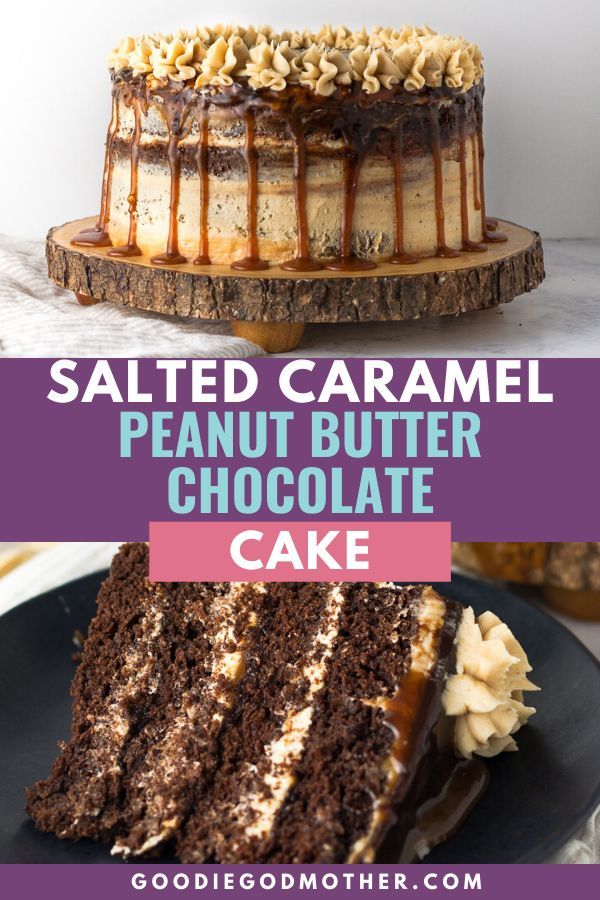 SALTED CARAMEL
PEANUT BUTTER
CHOCOLATE
CAKE
GOODIEGODMOTHER.COM